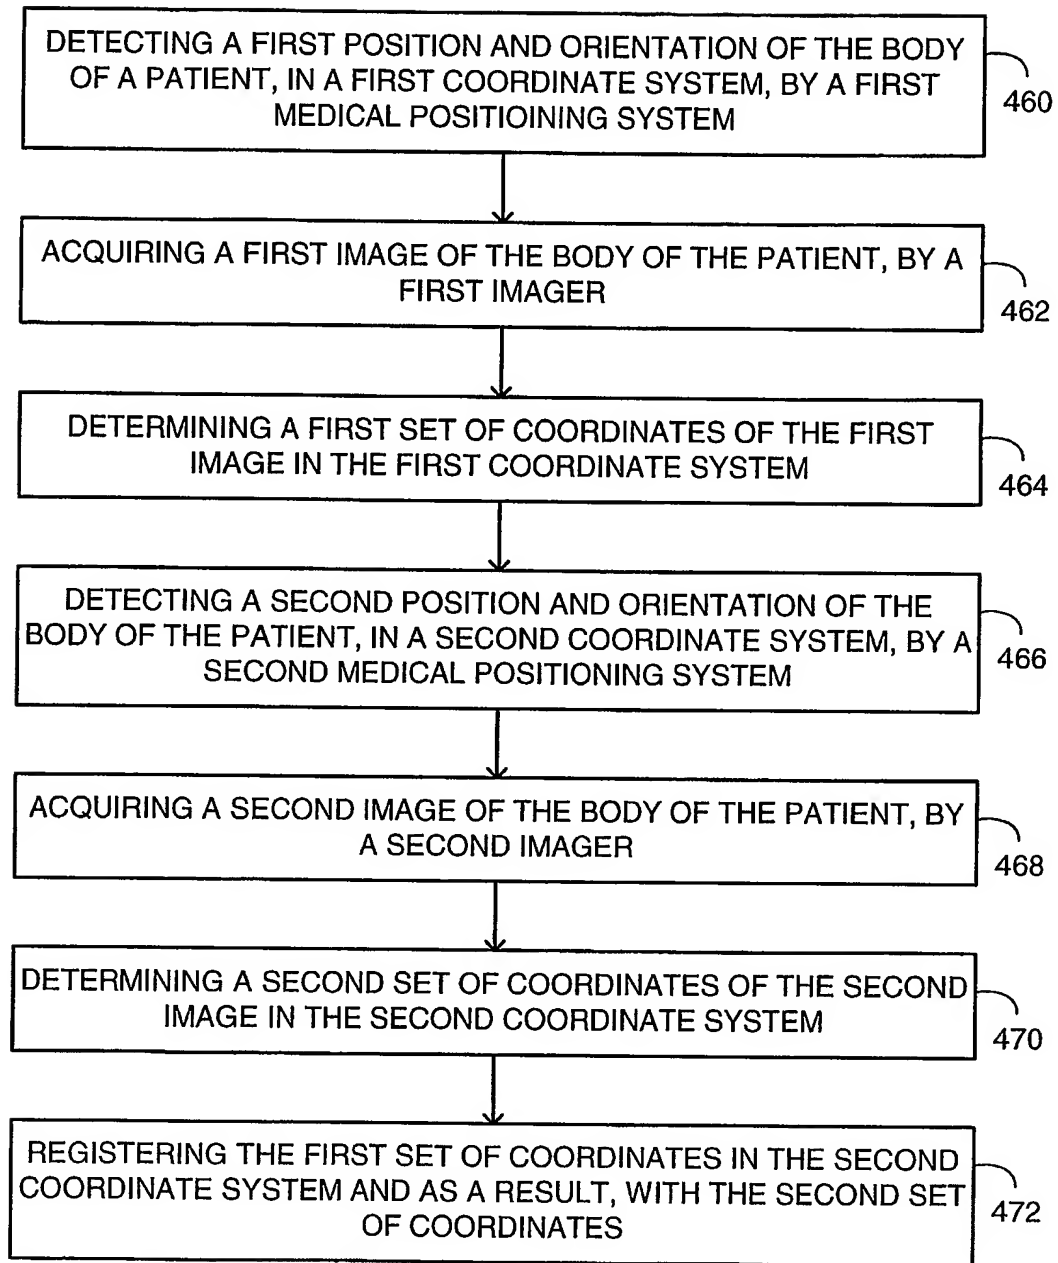 DETECTING A FIRST POSITION AND ORIENTATION OF THE BODY
OF A PATIENT, IN A FIRST COORDINATE SYSTEM, BY A FIRST
MEDICAL POSITIOINING SYSTEM
460
ACQUIRING A FIRST IMAGE OF THE BODY OF THE PATIENT, BY A
FIRST IMAGER
462
DETERMINING A FIRST SET OF COORDINATES OF THE FIRST
IMAGE IN THE FIRST COORDINATE SYSTEM
464
DETECTING A SECOND POSITION AND ORIENTATION OF THE
BODY OF THE PATIENT, IN A SECOND COORDINATE SYSTEM, BY A
SECOND MEDICAL POSITIONING SYSTEM
466
ACQUIRING A SECOND IMAGE OF THE BODY OF THE PATIENT, BY
A SECOND IMAGER
468
DETERMINING A SECOND SET OF COORDINATES OF THE SECOND
IMAGE IN THE SECOND COORDINATE SYSTEM
470
REGISTERING THE FIRST SET OF COORDINATES IN THE SECOND
COORDINATE SYSTEM AND AS A RESULT, WITH THE SECOND SET
OF COORDINATES
472